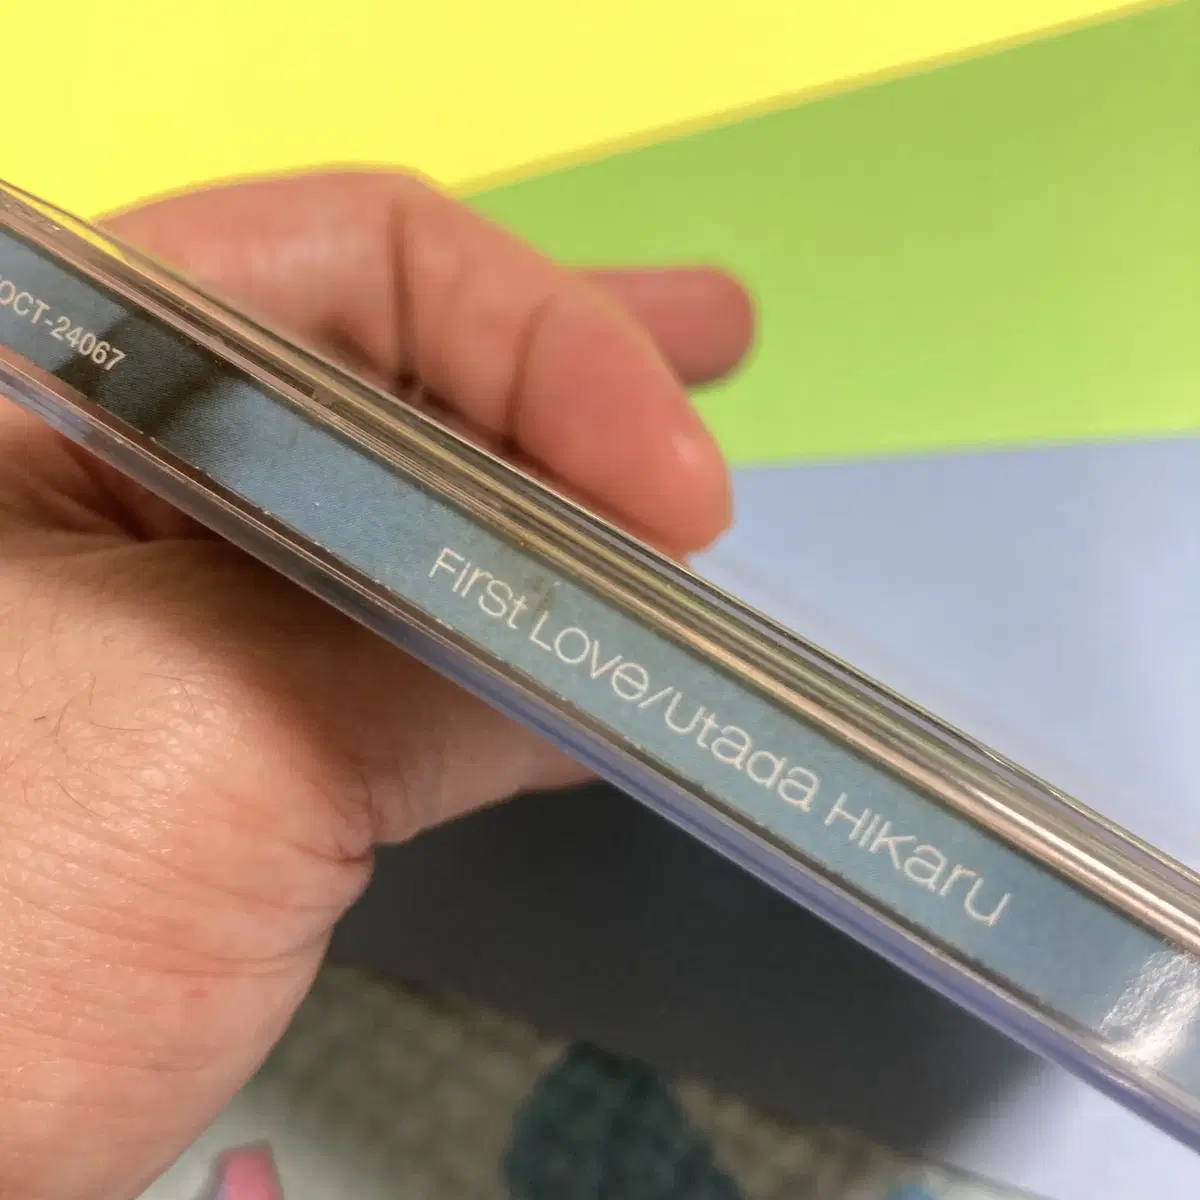 OCT-24067
First Love/Utada Hikaru